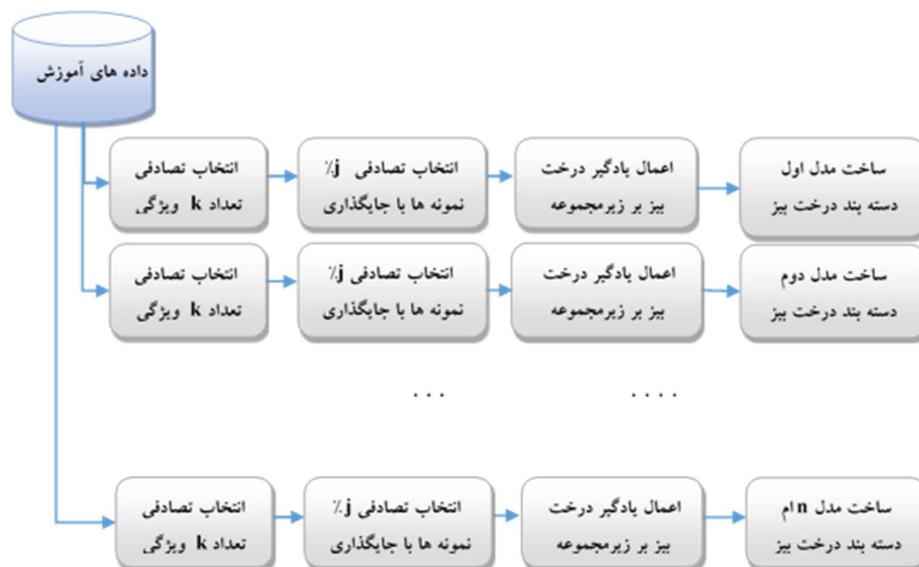 داده های آموزش
انتخاب تصادفی
تعداد k ویژگی
انتخاب تصادفی j٪
نمونه ها با جایگذاری
اعمال یادگیر درخت
بیز بر زیرمجموعه
ساخت مدل اول
دسته بند درخت بیز
انتخاب تصادفی
تعداد k ویژگی
انتخاب تصادفی j٪
نمونه ها با جایگذاری
اعمال یادگیر درخت
بیز بر زیرمجموعه
ساخت مدل دوم
دسته بند درخت بیز
. . .
. . . .
انتخاب تصادفی
تعداد k ویژگی
انتخاب تصادفی j٪
نمونه ها با جایگذاری
اعمال یادگیر درخت
بیز بر زیرمجموعه
ساخت مدل n ام
دسته بند درخت بیز